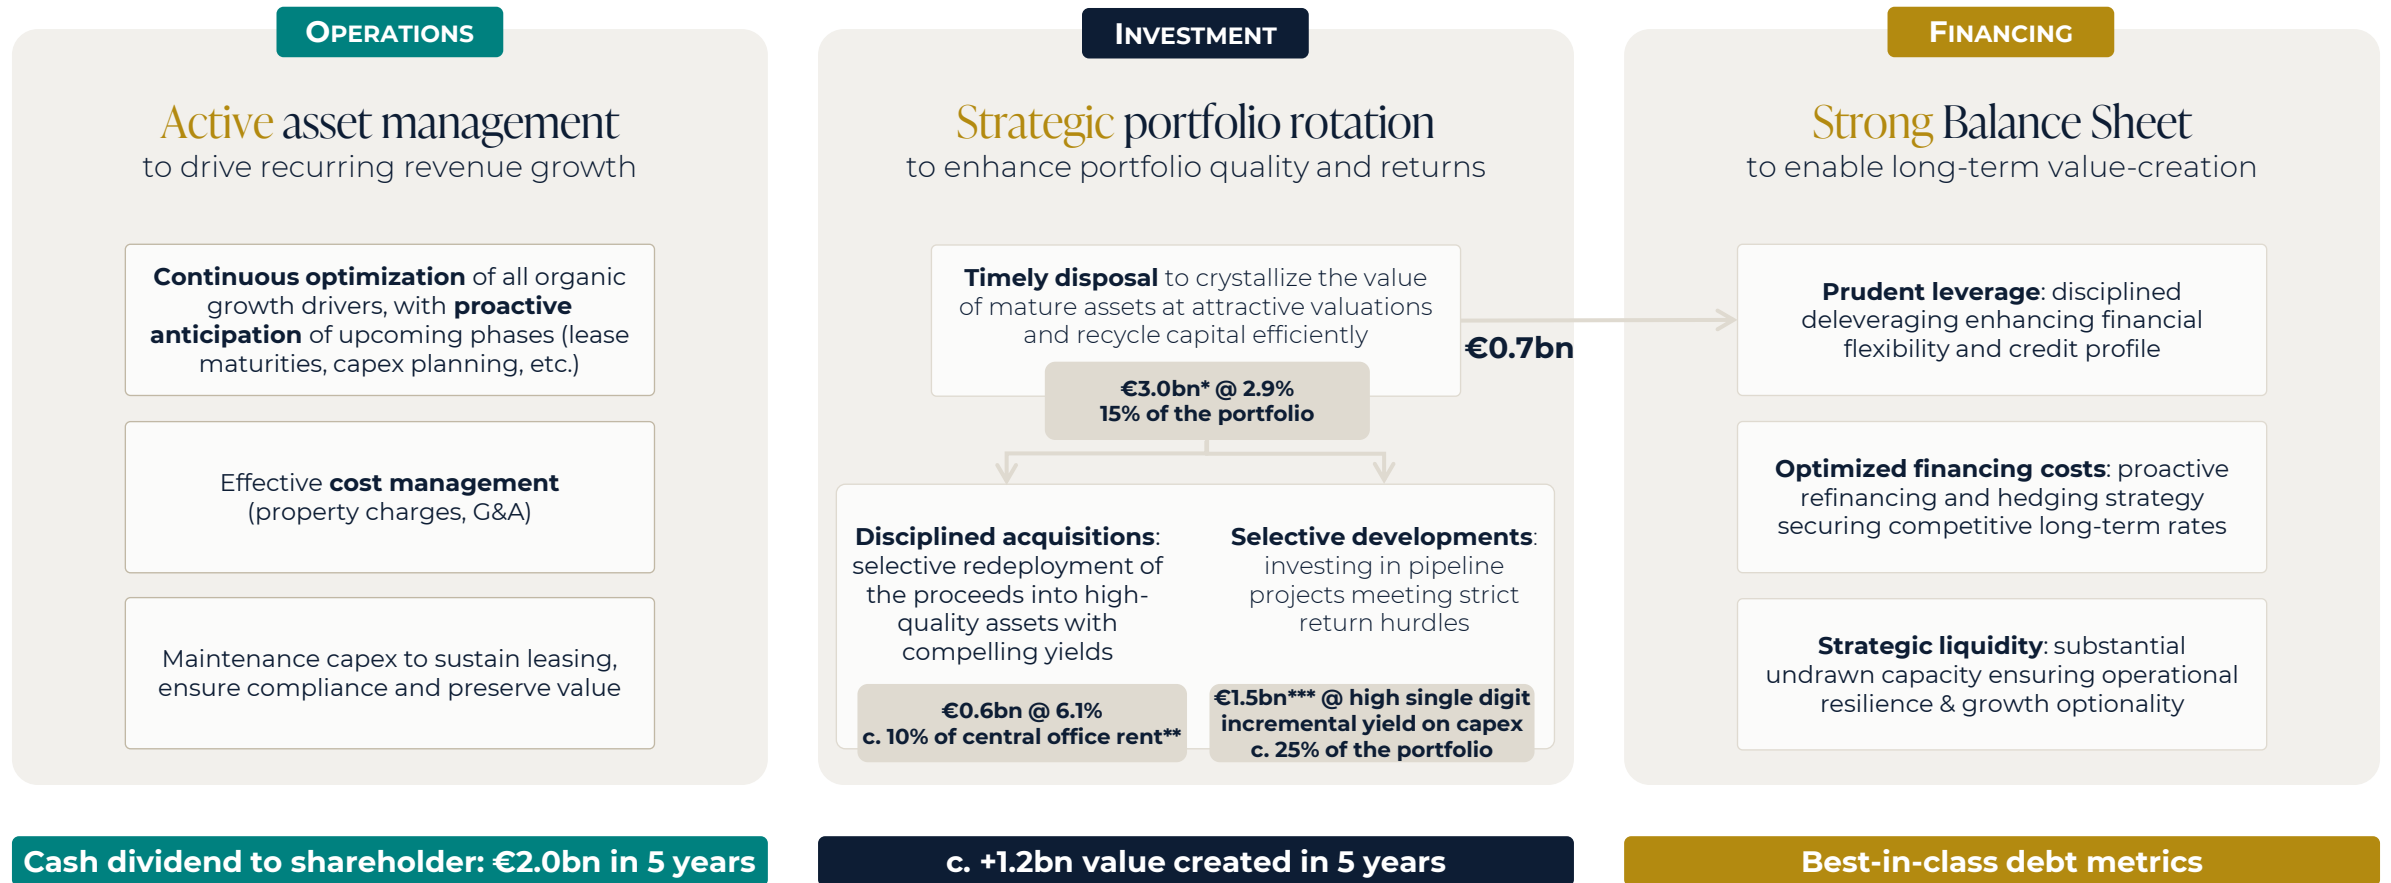 OPERATIONS
Active asset management
to drive recurring revenue growth
Continuous optimization of all organic
growth drivers, with proactive
anticipation of upcoming phases (lease
maturities, capex planning, etc.)
Effective cost management
(property charges, G&A)
Maintenance capex to sustain leasing,
ensure compliance and preserve value
Cash dividend to shareholder: €2.0bn in 5 years
INVESTMENT
Strategic portfolio rotation
to enhance portfolio quality and returns
Timely disposal to crystallize the value
of mature assets at attractive valuations
and recycle capital efficiently
€3.0bn* @ 2.9%
15% of the portfolio
€0.7bn
Disciplined acquisitions:
selective redeployment of
the proceeds into high-
quality assets with
compelling yields
€0.6bn @ 6.1%
c. 10% of central office rent**
Selective developments:
investing in pipeline
projects meeting strict
return hurdles
€1.5bn*** @ high single digit
incremental yield on capex
c. 25% of the portfolio
c. +1.2bn value created in 5 years
FINANCING
Strong Balance Sheet
to enable long-term value-creation
Prudent leverage: disciplined
deleveraging enhancing financial
flexibility and credit profile
Optimized financing costs: proactive
refinancing and hedging strategy
securing competitive long-term rates
Strategic liquidity: substantial
undrawn capacity ensuring operational
resilience & growth optionality
Best-in-class debt metrics